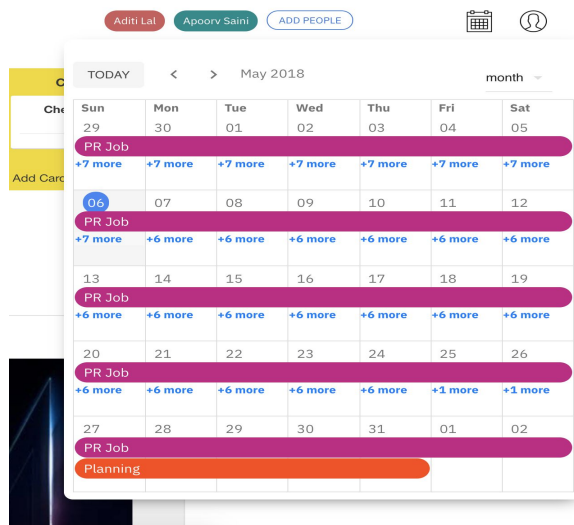 Aditi Lal Apoorv Saini ADD PEOPLE
TODAY < > May 2018 month
C
Che
Add Card
Sun Mon Tue Wed Thu Fri Sat
29 30 01 02 03 04 05
PR Job
+7 more +7 more +7 more +7 more +7 more +7 more +7 more
06 07 08 09 10 11 12
PR Job
+7 more +6 more +6 more +6 more +6 more +6 more +6 more
13 14 15 16 17 18 19
PR Job
+6 more +6 more +6 more +6 more +6 more +6 more +6 more
20 21 22 23 24 25 26
PR Job
+6 more +6 more +6 more +6 more +6 more +1 more +1 more
27 28 29 30 31 01 02
PR Job
Planning